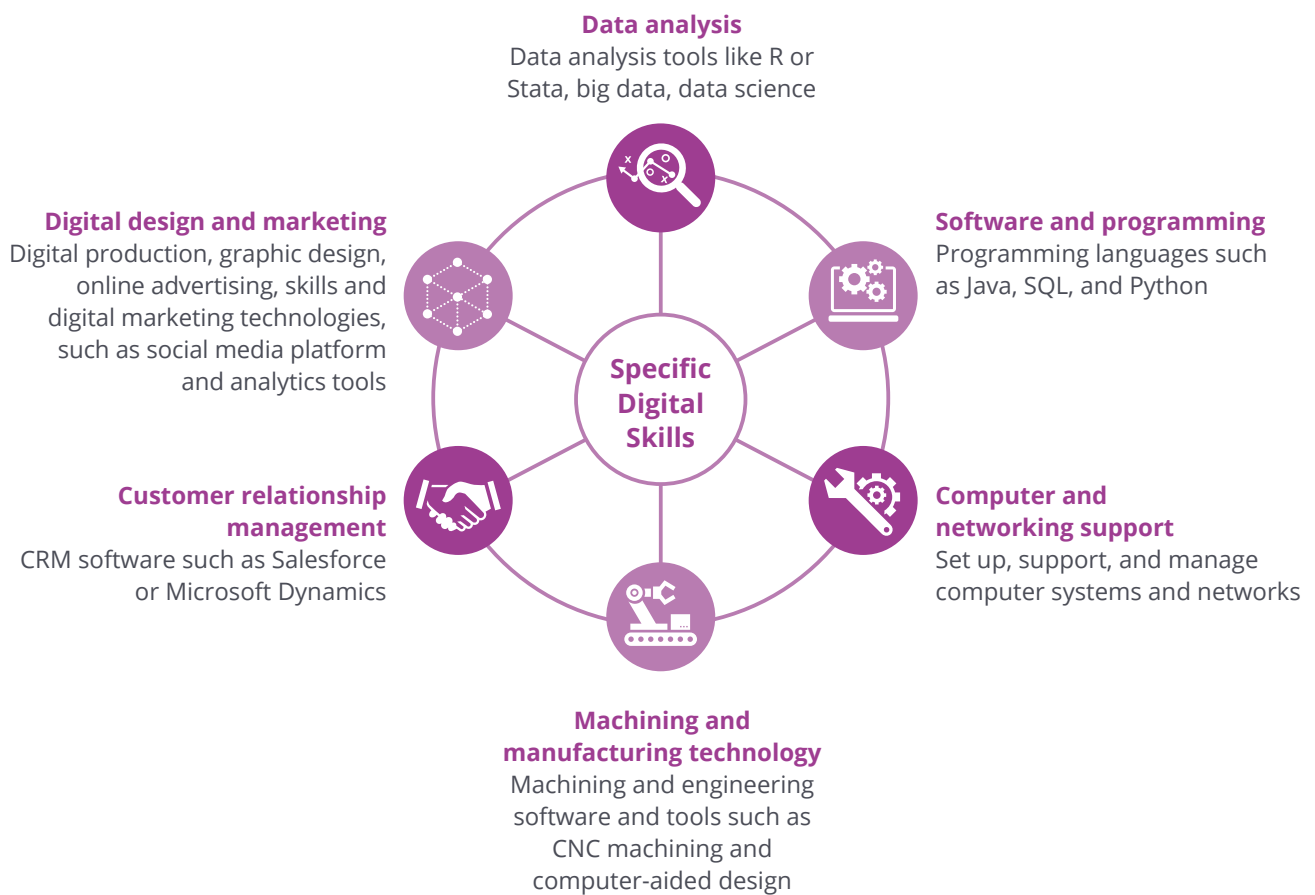 Data analysis
Data analysis tools like R or
Stata, big data, data science
Digital design and marketing
Digital production, graphic design,
online advertising, skills and
digital marketing technologies,
such as social media platform
and analytics tools
Software and programming
Programming languages such
as Java, SQL, and Python
Specific
Digital
Skills
Customer relationship
management
CRM software such as Salesforce
or Microsoft Dynamics
Computer and
networking support
Set up, support, and manage
computer systems and networks
Machining and
manufacturing technology
Machining and engineering
software and tools such as
CNC machining and
computer-aided design